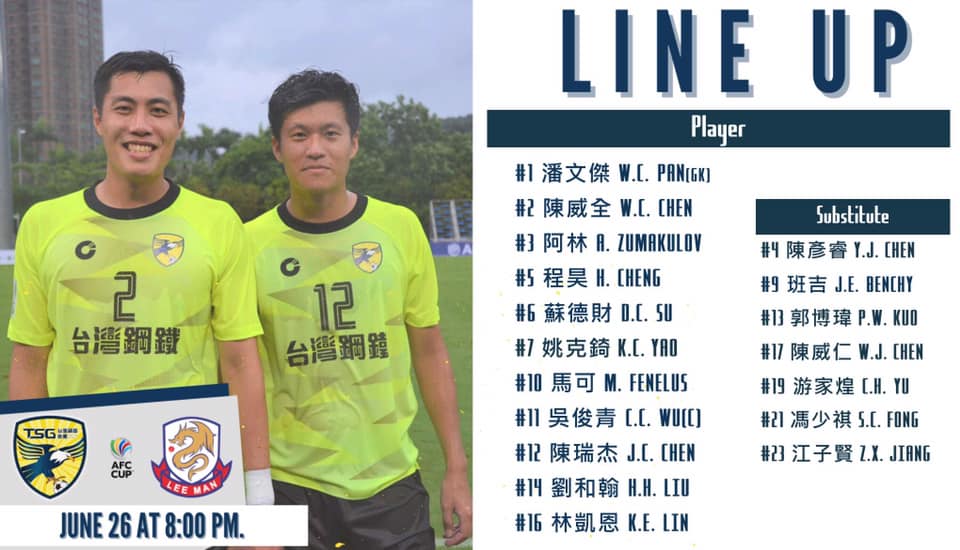 LINE UP
Player
#1 潘文傑 W.C. PAN(GK)
#2 陳威全 W.C. CHEN
#3 阿林 A. ZUMAKULOV
#5 程昊 H. CHENG
#6 蘇德財 D.C. SU
#7 姚克錡 K.C. YAO
#10 馬可 M. FENELUS
#11 吳俊青 C.C. WU(C)
#12 陳瑞杰 J.C. CHEN
#14 劉和翰 H.H. LIU
#16 林凱恩 K.E. LIN
Substitute
#4 陳彥睿 Y.J. CHEN
#9 班吉 J.E. BENCHY
#13 郭博瑋 P.W. KUO
#17 陳威仁 W.J. CHEN
#19 游家煌 C.H. YU
#21 馮少祺 S.C. FONG
#23 江子賢 Z.X. JIANG
2
台灣鋼鐵
12
台灣鋼鐵
TSG
AFC
CUP
LEE MAN
JUNE 26 AT 8:00 PM.